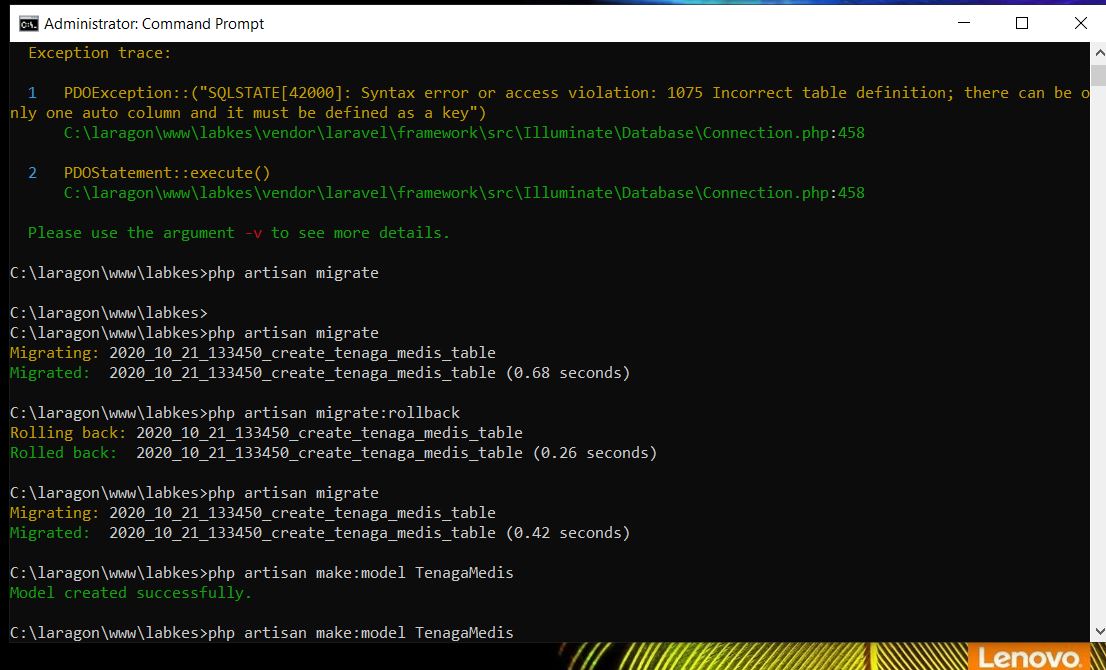 Administrator: Command Prompt
Exception trace:
1 PDOException::("SQLSTATE[42000]: Syntax error or access violation: 1075 Incorrect table definition; there can be o
nly one auto column and it must be defined as a key")
C:\laragon\www\labkes\vendor\laravel\framework\src\Illuminate\Database\Connection.php:458
2 PDOStatement::execute()
C:\laragon\www\labkes\vendor\laravel\framework\src\Illuminate\Database\Connection.php:458
Please use the argument -v to see more details.
C:\laragon\www\labkes>php artisan migrate
C:\laragon\www\labkes>
C:\laragon\www\labkes>php artisan migrate
Migrating: 2020_10_21_133450_create_tenaga_medis_table
Migrated: 2020_10_21_133450_create_tenaga_medis_table (0.68 seconds)
C:\laragon\www\labkes>php artisan migrate:rollback
Rolling back: 2020_10_21_133450_create_tenaga_medis_table
Rolled back: 2020_10_21_133450_create_tenaga_medis_table (0.26 seconds)
C:\laragon\www\labkes>php artisan migrate
Migrating: 2020_10_21_133450_create_tenaga_medis_table
Migrated: 2020_10_21_133450_create_tenaga_medis_table (0.42 seconds)
C:\laragon\www\labkes>php artisan make:model TenagaMedis
Model created successfully.
C:\laragon\www\labkes>php artisan make:model TenagaMedis
Lenovo